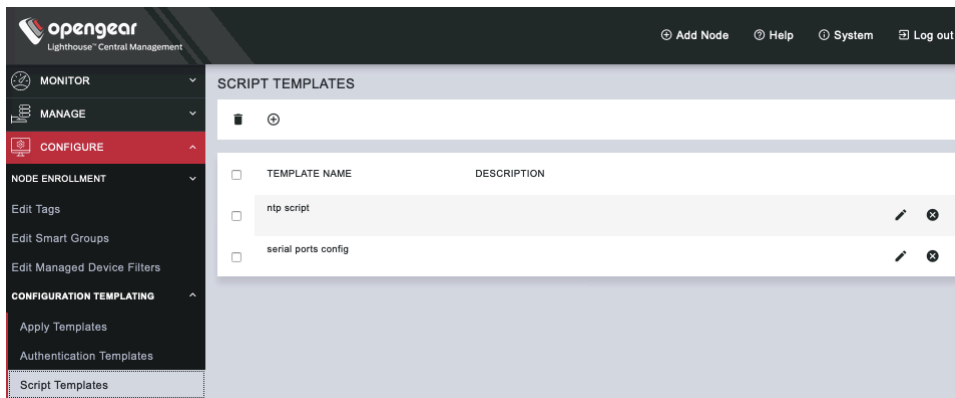 opengear
Lighthouse™ Central Management
Add Node
Help
System
Log out
MONITOR
MANAGE
CONFIGURE
NODE ENROLLMENT
Edit Tags
Edit Smart Groups
Edit Managed Device Filters
CONFIGURATION TEMPLATING
Apply Templates
Authentication Templates
Script Templates
SCRIPT TEMPLATES
TEMPLATE NAME DESCRIPTION
ntp script
serial ports config